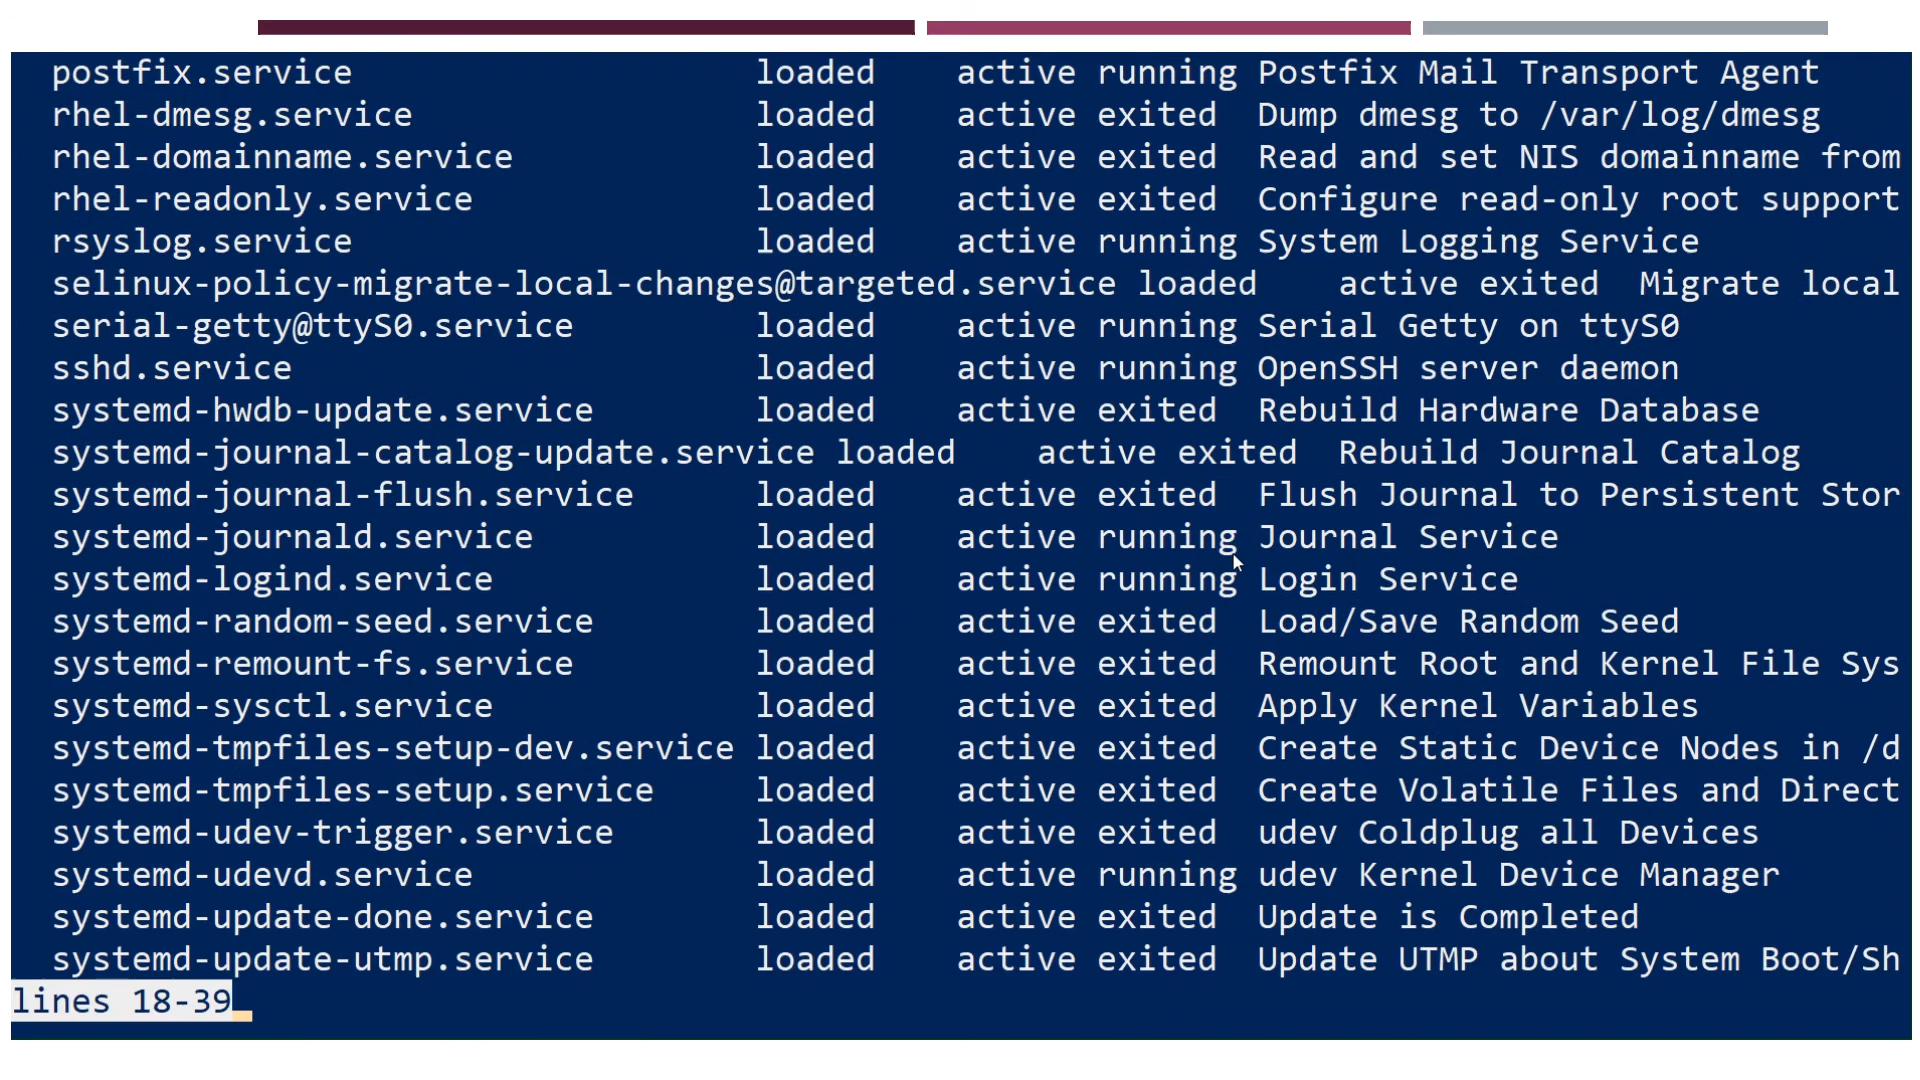 postfix.service loaded active running Postfix Mail Transport Agent
rhel-dmesg.service loaded active exited Dump dmesg to /var/log/dmesg
rhel-domainname.service loaded active exited Read and set NIS domainname from
rhel-readonly.service loaded active exited Configure read-only root support
rsyslog.service loaded active running System Logging Service
selinux-policy-migrate-local-changes@targeted.service loaded active exited Migrate local
serial-getty@ttyS0.service loaded active running Serial Getty on ttyS0
sshd.service loaded active running OpenSSH server daemon
systemd-hwdb-update.service loaded active exited Rebuild Hardware Database
systemd-journal-catalog-update.service loaded active exited Rebuild Journal Catalog
systemd-journal-flush.service loaded active exited Flush Journal to Persistent Stor
systemd-journald.service loaded active running Journal Service
systemd-logind.service loaded active running Login Service
systemd-random-seed.service loaded active exited Load/Save Random Seed
systemd-remount-fs.service loaded active exited Remount Root and Kernel File Sys
systemd-sysctl.service loaded active exited Apply Kernel Variables
systemd-tmpfiles-setup-dev.service loaded active exited Create Static Device Nodes in /d
systemd-tmpfiles-setup.service loaded active exited Create Volatile Files and Direct
systemd-udev-trigger.service loaded active exited udev Coldplug all Devices
systemd-udevd.service loaded active running udev Kernel Device Manager
systemd-update-done.service loaded active exited Update is Completed
systemd-update-utmp.service loaded active exited Update UTMP about System Boot/Sh
lines 18-39